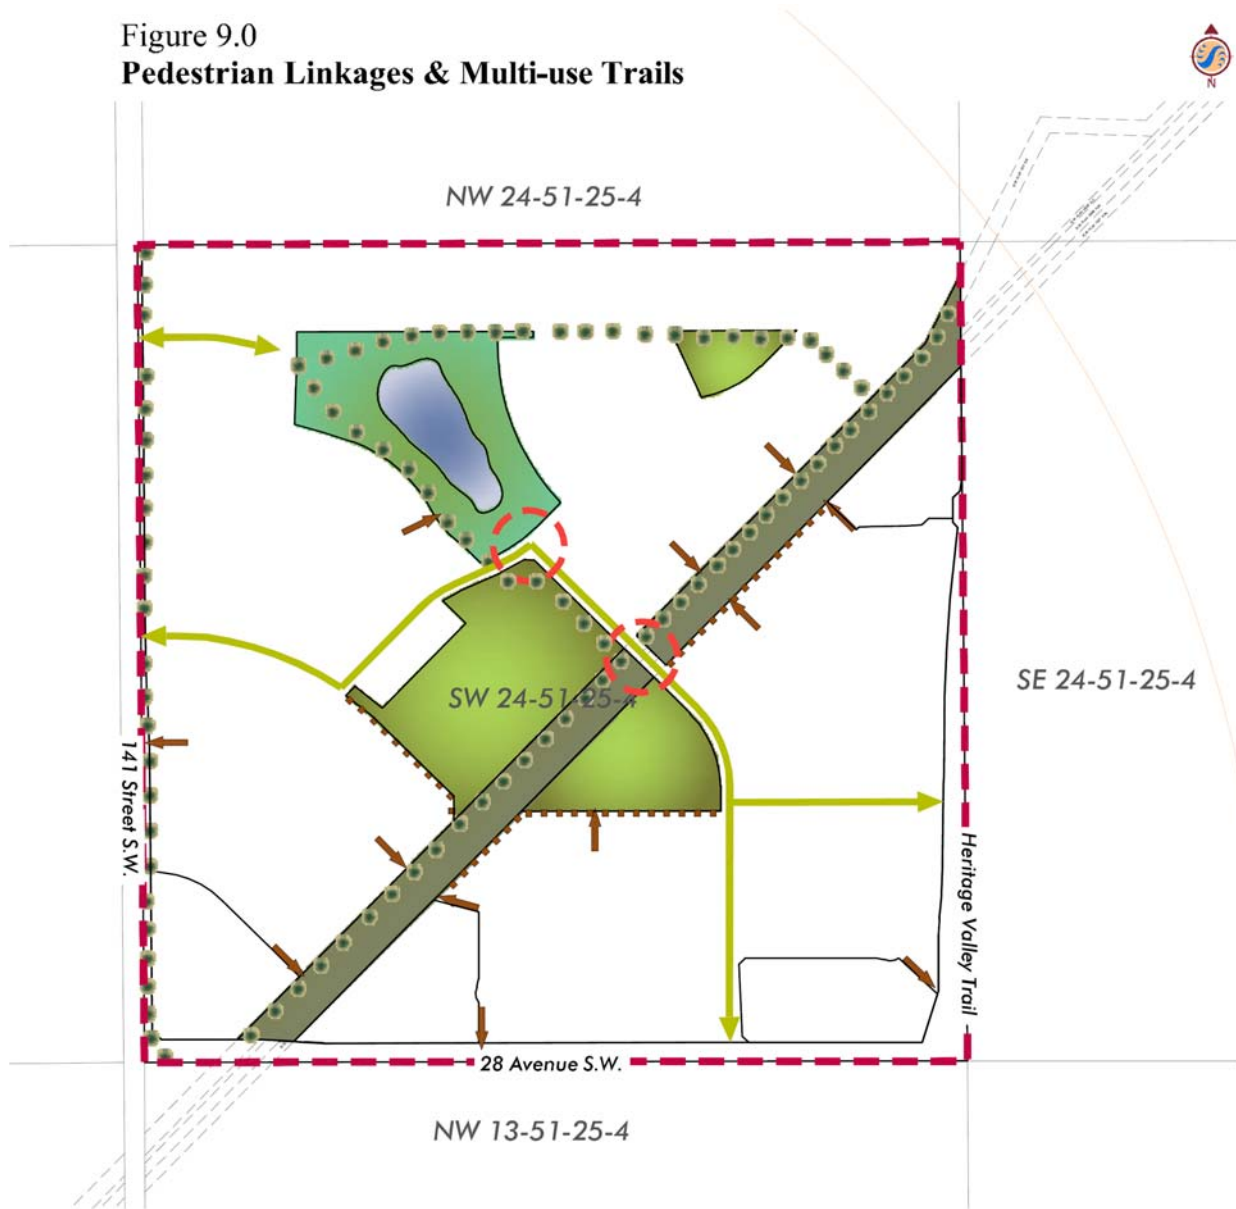 Figure 9.0
Pedestrian Linkages & Multi-use Trails
N
NW 24-51-25-4
SW 24-51-25-4
SE 24-51-25-4
141 Street S.W.
Heritage Valley Trail
28 Avenue S.W.
NW 13-51-25-4